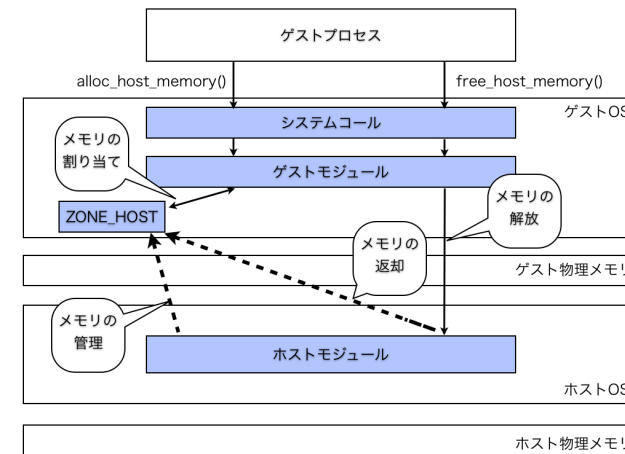 ゲストプロセス
alloc_host_memory()
free_host_memory()
ゲストOS
システムコール
メモリの
割り当て
ゲストモジュール
メモリの
解放
ZONE_HOST
メモリの
返却
ゲスト物理メモリ
メモリの
管理
ホストモジュール
ホストOS
ホスト物理メモリ